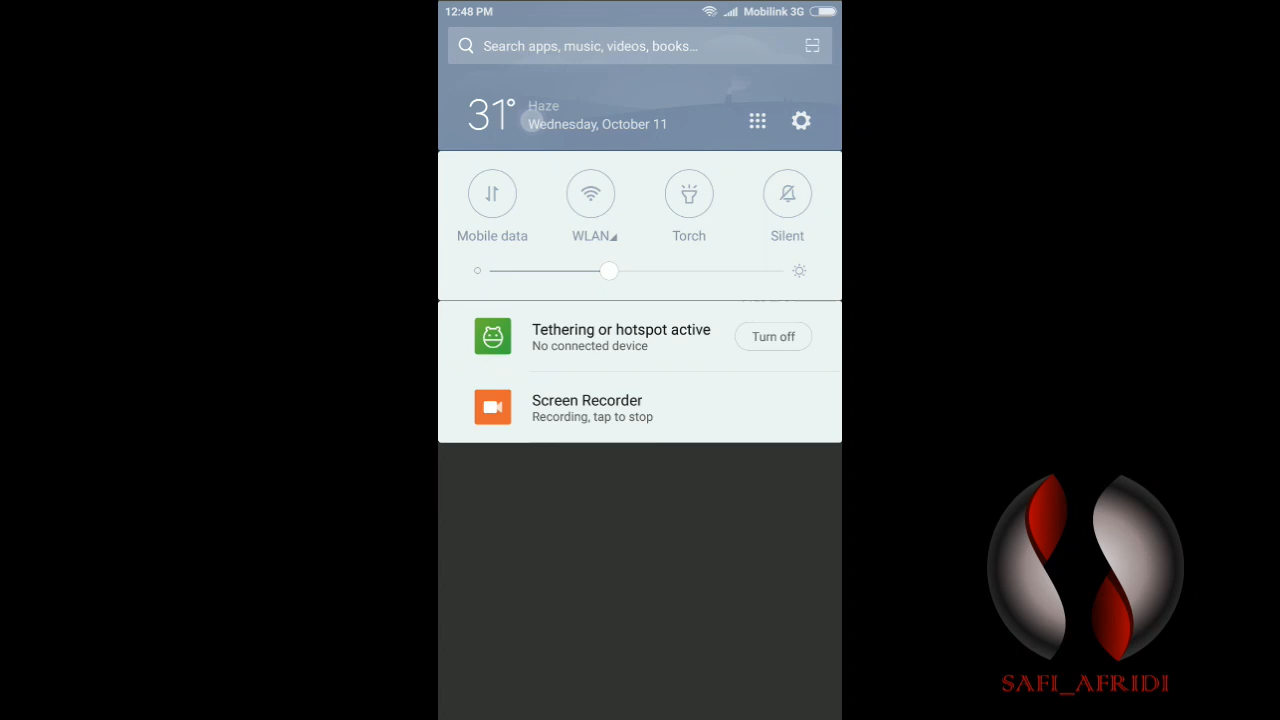 12:48 PM
Mobilink 3G
Search apps, music, videos, books...
31°
Haze
Wednesday, October 11
Mobile data
WLAN
Torch
Silent
Tethering or hotspot active
No connected device
Turn off
Screen Recorder
Recording, tap to stop
SAFI_AFRIDI